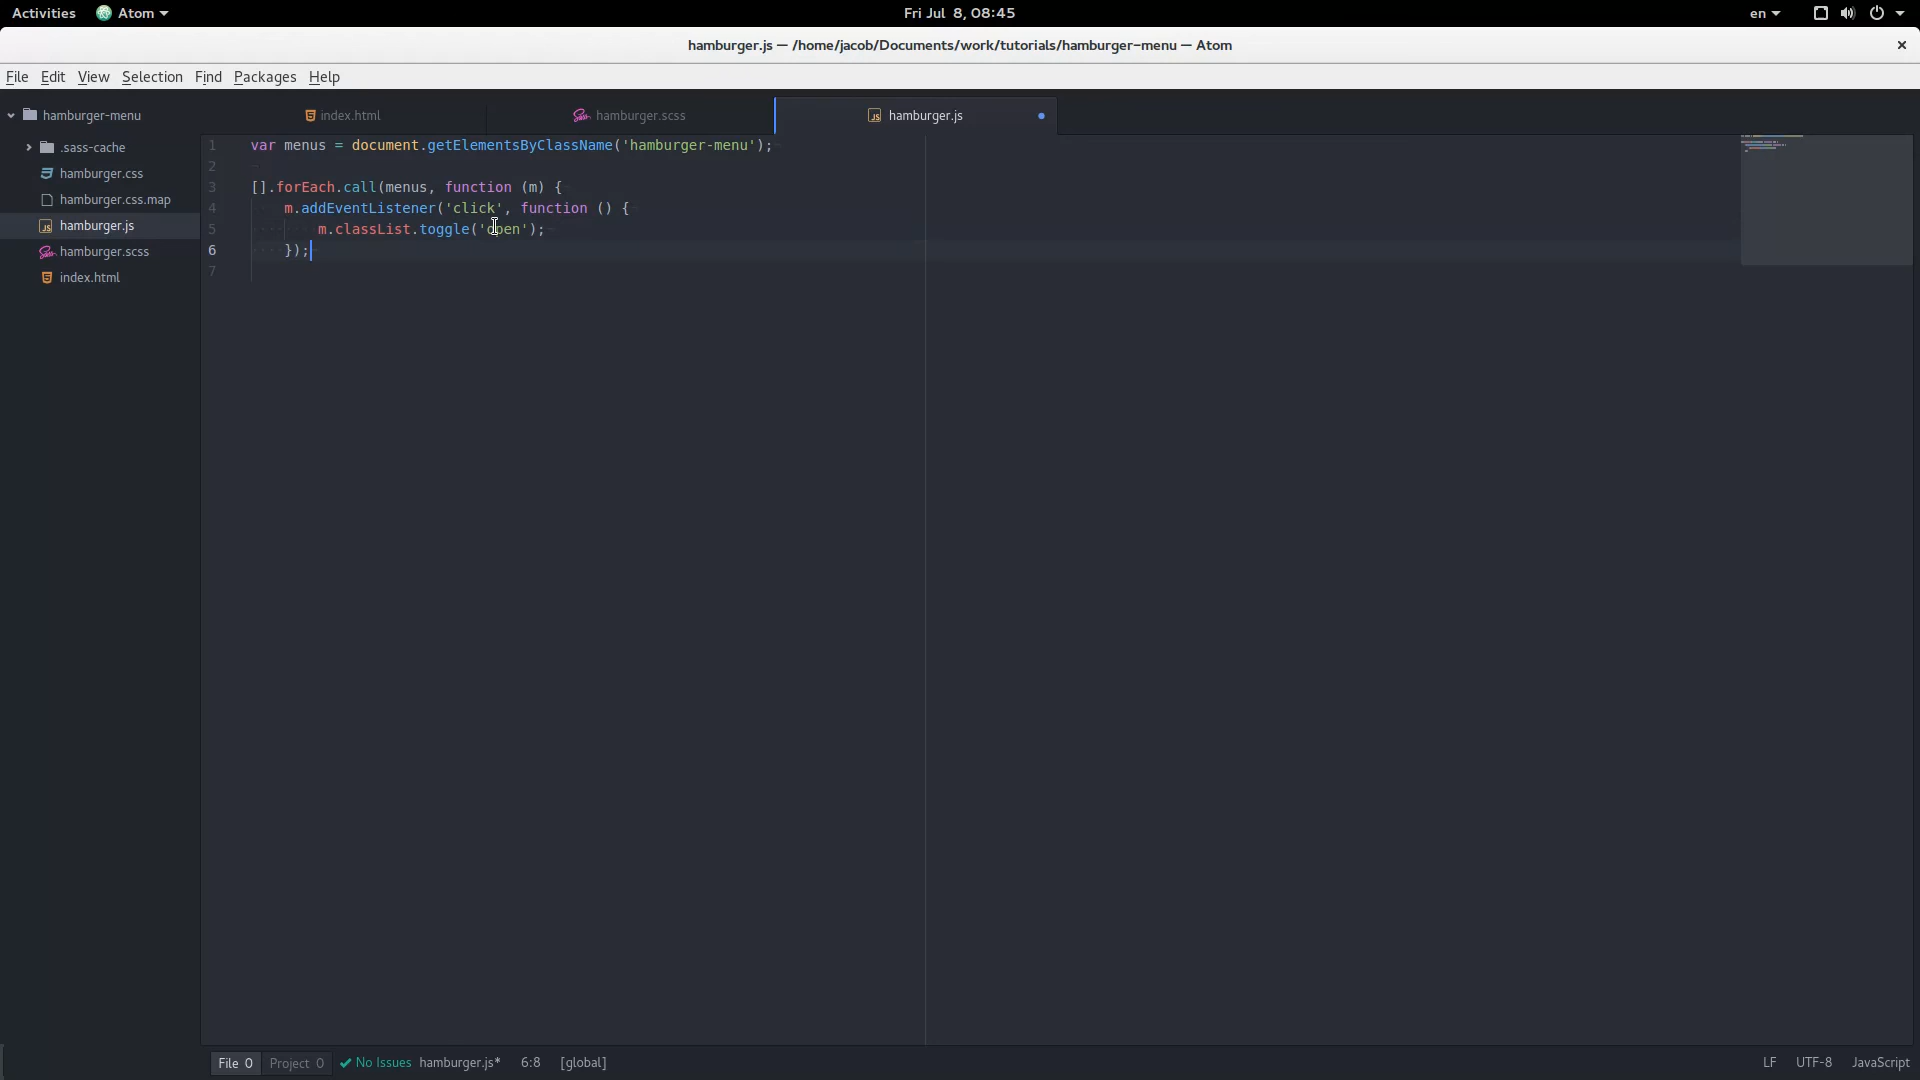 Activities Atom Fri Jul 8, 08:45 en
hamburger.js — /home/jacob/Documents/work/tutorials/hamburger-menu — Atom
File Edit View Selection Find Packages Help
hamburger-menu index.html hamburger.scss hamburger.js
.sass-cache
hamburger.css
hamburger.css.map
hamburger.js
hamburger.scss
index.html
1 var menus = document.getElementsByClassName('hamburger-menu');
2
3 [].forEach.call(menus, function (m) {
4 m.addEventListener('click', function () {
5 m.classList.toggle('open');
6 });
7
File 0 Project 0 No Issues hamburger.js* 6:8 [global] LF UTF-8 JavaScript